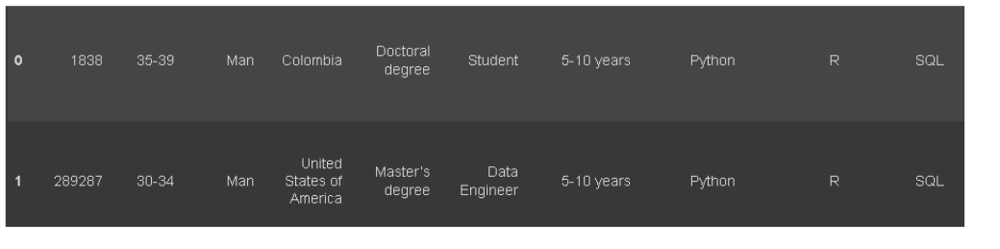 0 1838 35-39 Man Colombia Doctoral degree Student 5-10 years Python R SQL
1 289287 30-34 Man United States of America Master's degree Data Engineer 5-10 years Python R SQL